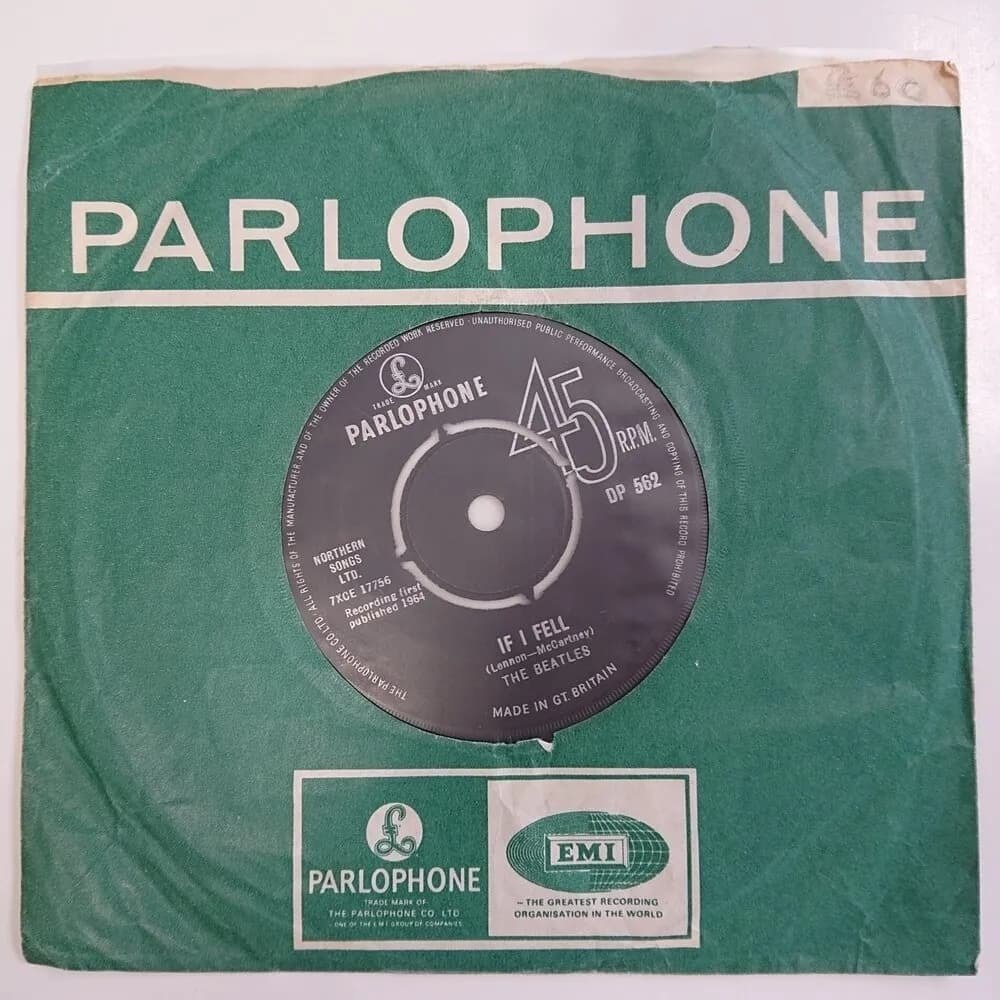 60
PARLOPHONE
THE PARLOPHONE CO LTD · ALL RIGHTS OF THE MANUFACTURER AND OF THE OWNER OF THE RECORDED WORK RESERVED · UNAUTHORISED PUBLIC PERFORMANCE BROADCASTING AND COPYING OF THIS RECORD PROHIBITED
£
TRADE MARK
PARLOPHONE
45
R.P.M.
DP 562
NORTHERN
SONGS
LTD.
7XCE 17756
Recording first
published 1964
IF I FELL
(Lennon—McCartney)
THE BEATLES
MADE IN GT. BRITAIN
£
PARLOPHONE
TRADE MARK OF
THE PARLOPHONE CO. LTD
ONE OF THE E M I GROUP OF COMPANIES
EMI
~ THE GREATEST RECORDING
ORGANISATION IN THE WORLD